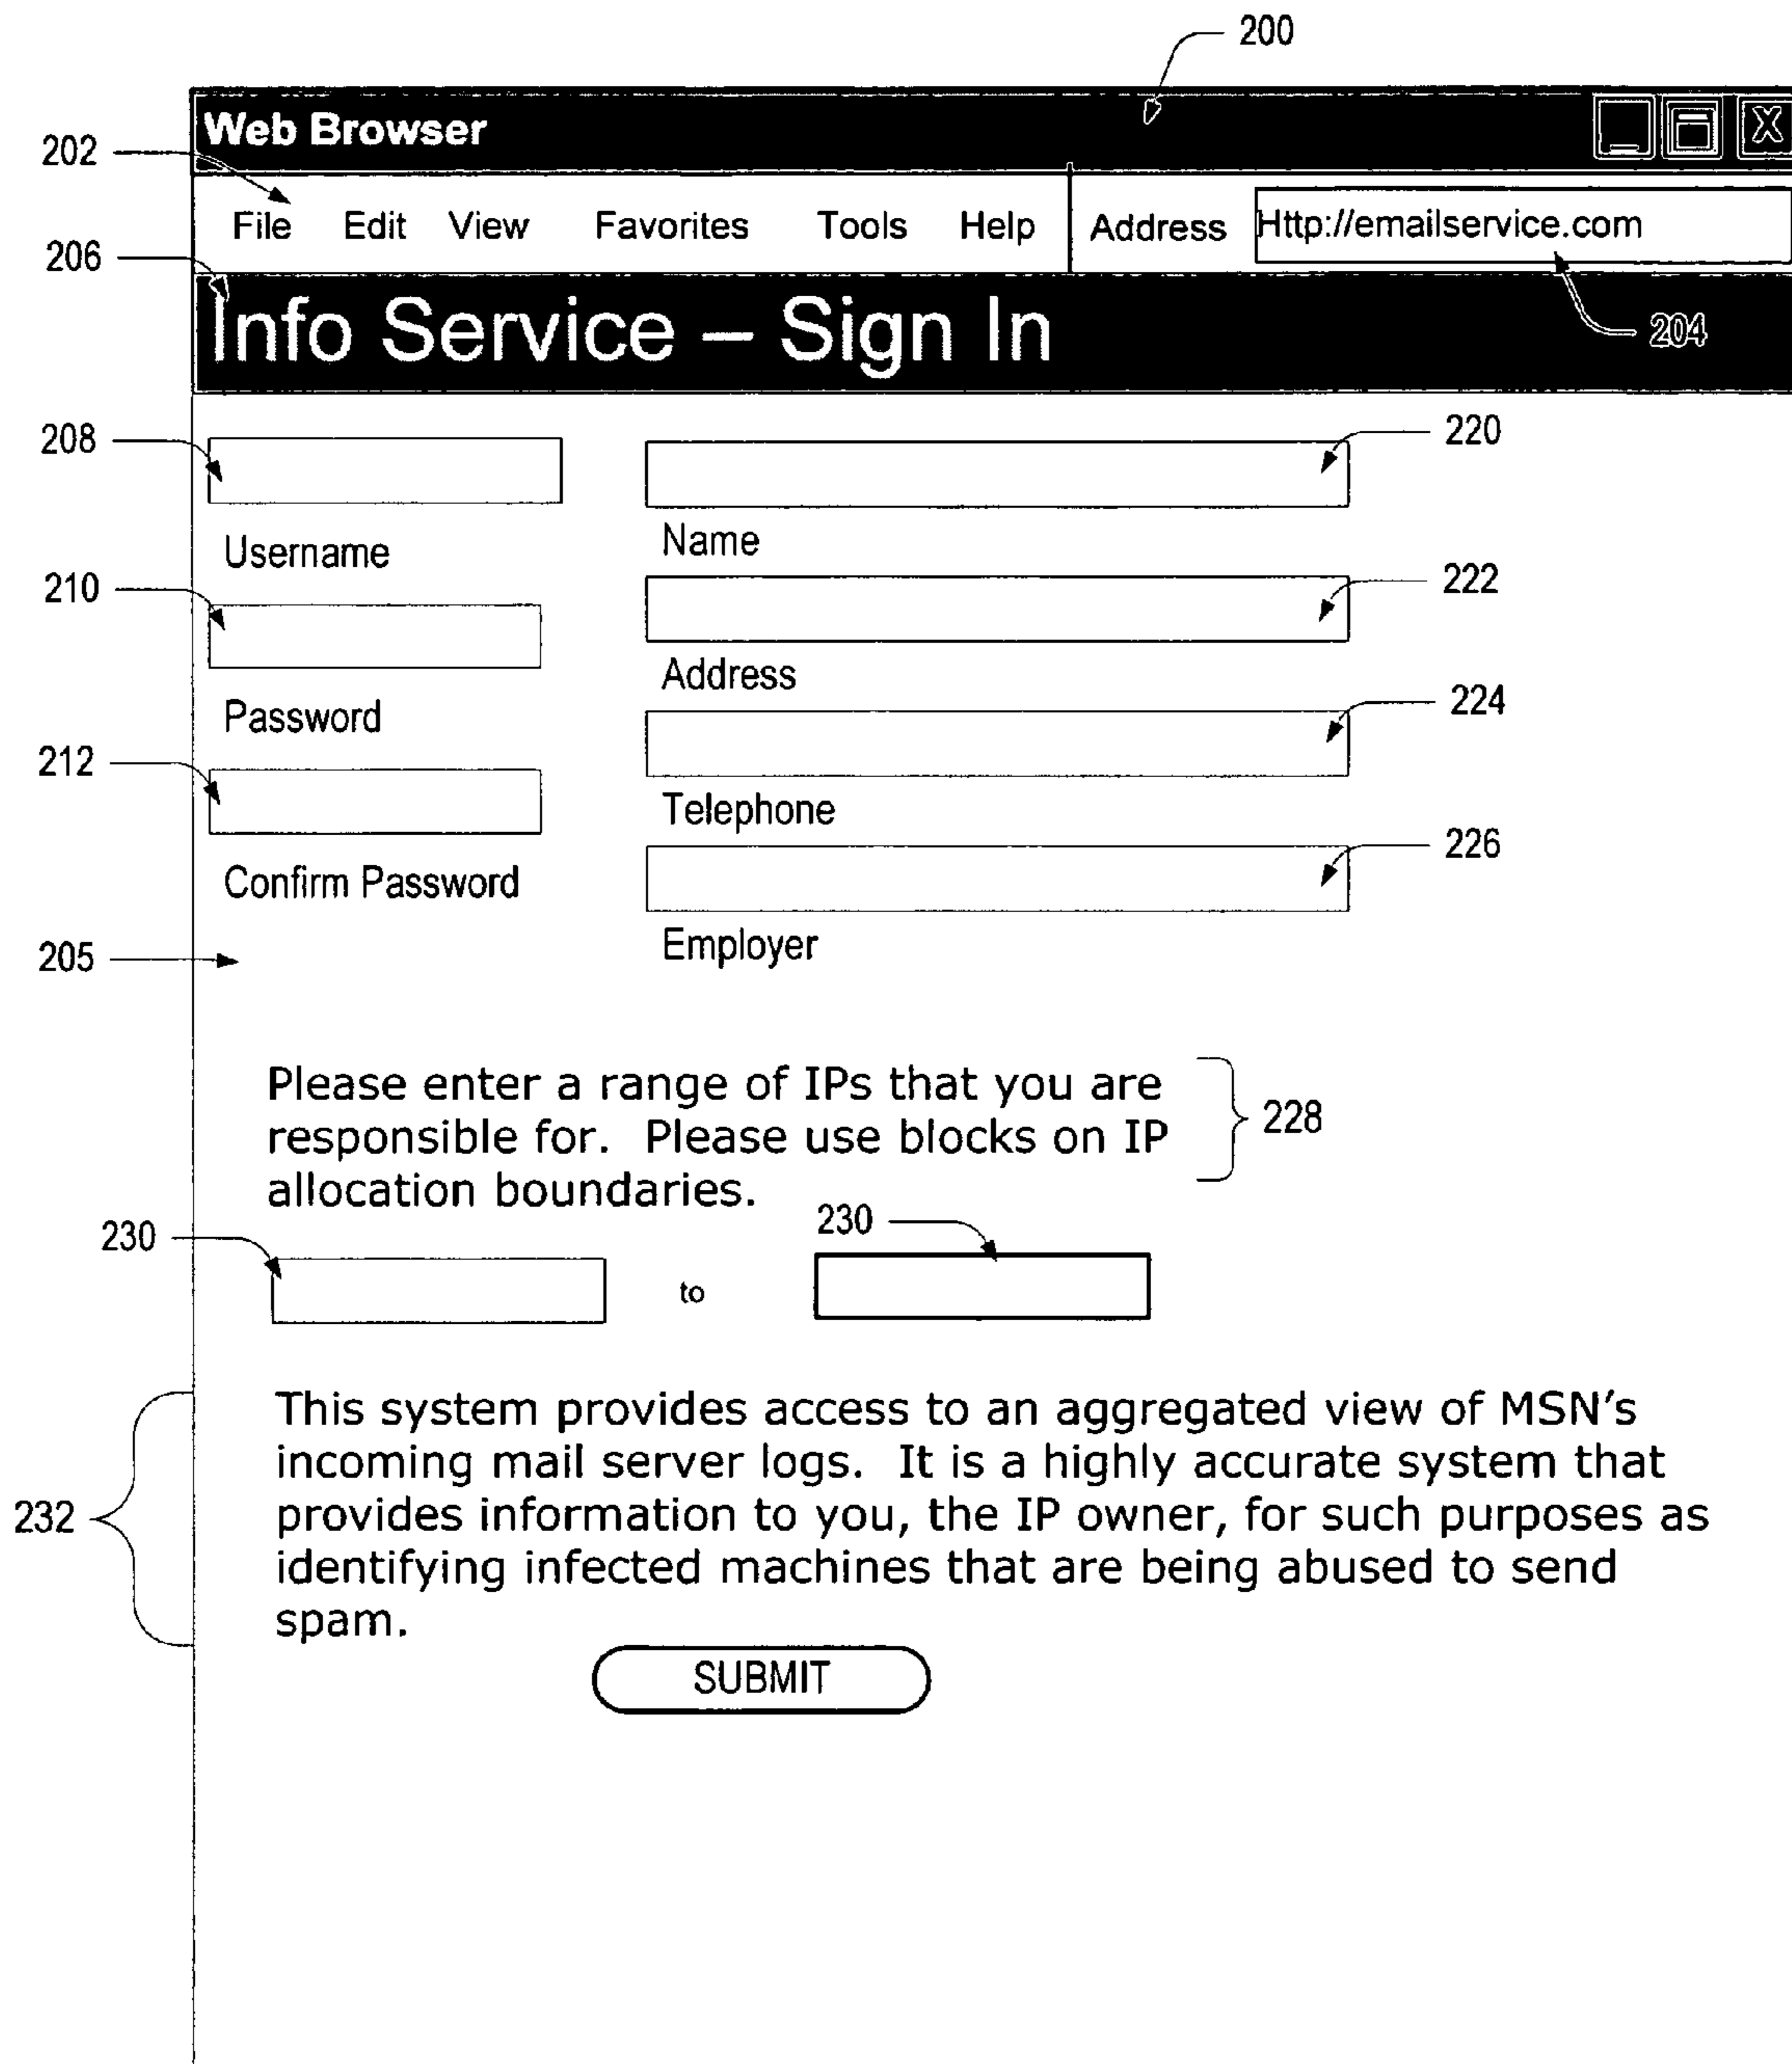 200
Web Browser
202
File Edit View Favorites Tools Help Address Http://emailservice.com
206
Info Service – Sign In
204
208
220
Username
Name
210
222
Password
Address
212
224
Confirm Password
Telephone
226
205
Employer
Please enter a range of IPs that you are
responsible for. Please use blocks on IP
allocation boundaries.
228
230
230
to
This system provides access to an aggregated view of MSN's
incoming mail server logs. It is a highly accurate system that
provides information to you, the IP owner, for such purposes as
identifying infected machines that are being abused to send
spam.
232
SUBMIT